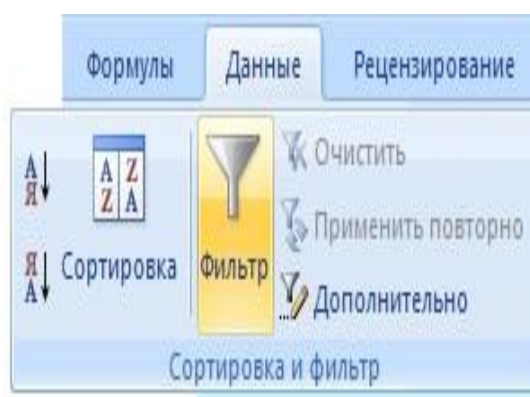 Формулы Данные Рецензирование
А
Я
A Z
Z A
Я
А
Сортировка
Фильтр
Очистить
Применить повторно
Дополнительно
Сортировка и фильтр